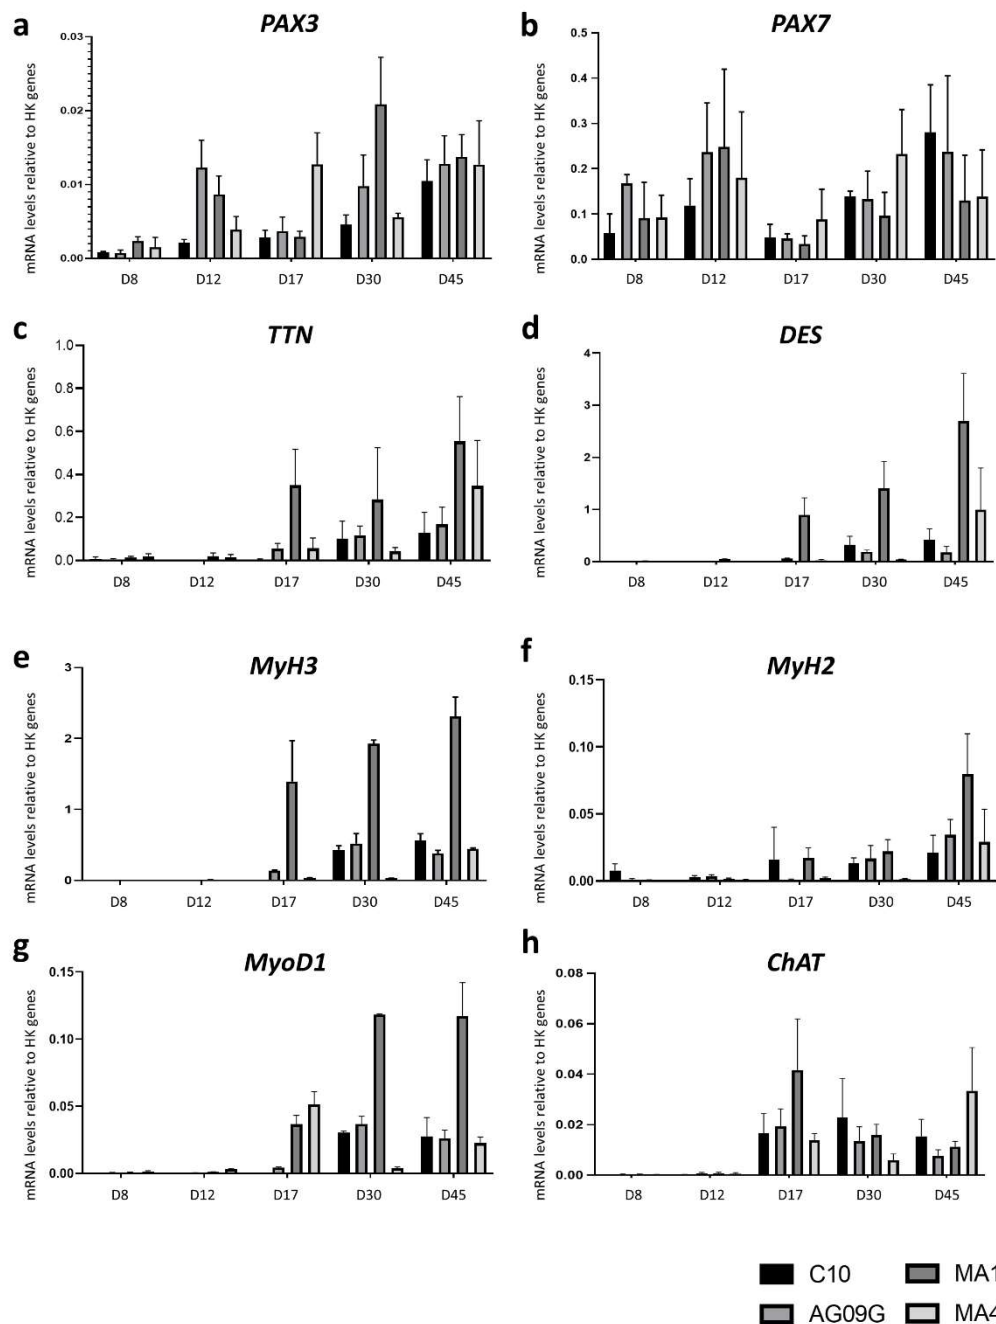 a
PAX3
mRNA levels relative to HK genes
0.03
0.02
0.01
0.00
D8 D12 D17 D30 D45
b
PAX7
mRNA levels relative to HK genes
0.5
0.4
0.3
0.2
0.1
0.0
D8 D12 D17 D30 D45
c
TTN
mRNA levels relative to HK genes
1.0
0.8
0.6
0.4
0.2
0.0
D8 D12 D17 D30 D45
d
DES
mRNA levels relative to HK genes
4
3
2
1
0
D8 D12 D17 D30 D45
e
MyH3
mRNA levels relative to HK genes
3
2
1
0
D8 D12 D17 D30 D45
f
MyH2
mRNA levels relative to HK genes
0.15
0.10
0.05
0.00
D8 D12 D17 D30 D45
g
MyoD1
mRNA levels relative to HK genes
0.15
0.10
0.05
0.00
D8 D12 D17 D30 D45
h
ChAT
mRNA levels relative to HK genes
0.08
0.06
0.04
0.02
0.00
D8 D12 D17 D30 D45
C10 MA1
AG09G MA4